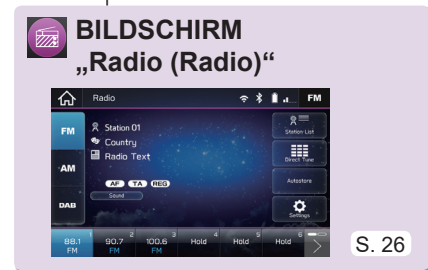 BILDSCHIRM
„Radio (Radio)“
Radio FM
FM
AM
DAB
Station 01
Country
Radio Text
AF TA REG
Sound
Station List
Direct Tune
Autostore
Settings
1 2 3 4 5 6
88.1 90.7 100.6 Hold Hold Hold
FM FM FM
S. 26